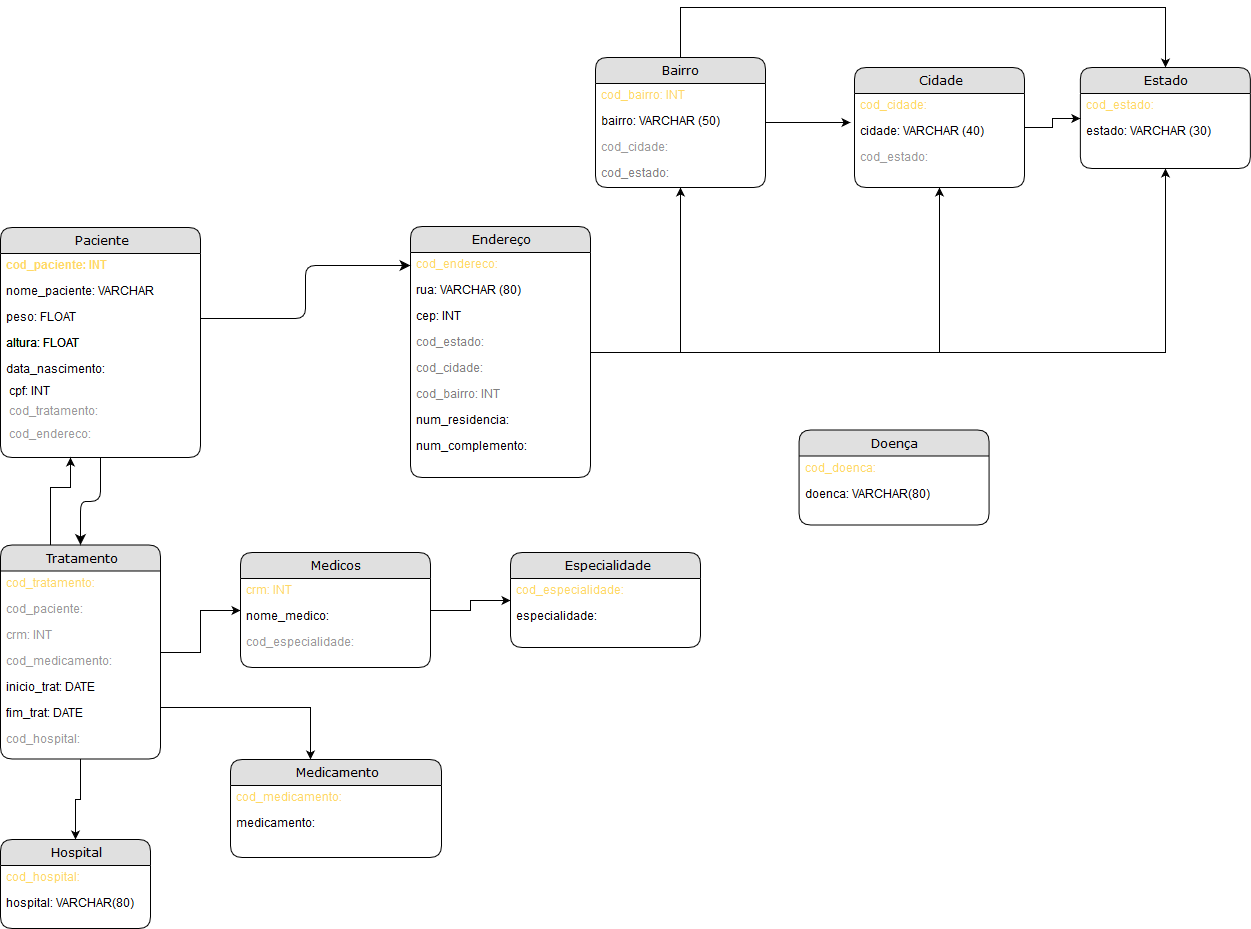 Bairro
cod_bairro: INT
bairro: VARCHAR (50)
cod_cidade:
cod_estado:
Cidade
cod_cidade:
cidade: VARCHAR (40)
cod_estado:
Estado
cod_estado:
estado: VARCHAR (30)
Paciente
cod_paciente: INT
nome_paciente: VARCHAR
peso: FLOAT
altura: FLOAT
data_nascimento:
cpf: INT
cod_tratamento:
cod_endereco:
Endereço
cod_endereco:
rua: VARCHAR (80)
cep: INT
cod_estado:
cod_cidade:
cod_bairro: INT
num_residencia:
num_complemento:
Doença
cod_doenca:
doenca: VARCHAR(80)
Tratamento
cod_tratamento:
cod_paciente:
crm: INT
cod_medicamento:
inicio_trat: DATE
fim_trat: DATE
cod_hospital:
Medicos
crm: INT
nome_medico:
cod_especialidade:
Especialidade
cod_especialidade:
especialidade:
Medicamento
cod_medicamento:
medicamento:
Hospital
cod_hospital:
hospital: VARCHAR(80)